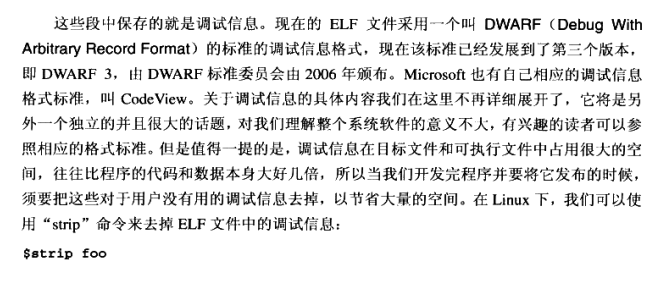 这些段中保存的就是调试信息。现在的 ELF 文件采用一个叫 DWARF（Debug With
Arbitrary Record Format）的标准的调试信息格式，现在该标准已经发展到了第三个版本，
即 DWARF 3，由 DWARF 标准委员会由 2006 年颁布。Microsoft 也有自己相应的调试信息
格式标准，叫 CodeView。关于调试信息的具体内容我们在这里不再详细展开了，它将是另
外一个独立的并且很大的话题，对我们理解整个系统软件的意义不大，有兴趣的读者可以参
照相应的格式标准。但是值得一提的是，调试信息在目标文件和可执行文件中占用很大的空
间，往往比程序的代码和数据本身大好几倍，所以当我们开发完程序并要将它发布的时候，
须要把这些对于用户没有用的调试信息去掉，以节省大量的空间。在 Linux 下，我们可以使
用“strip”命令来去掉 ELF 文件中的调试信息：
$strip foo